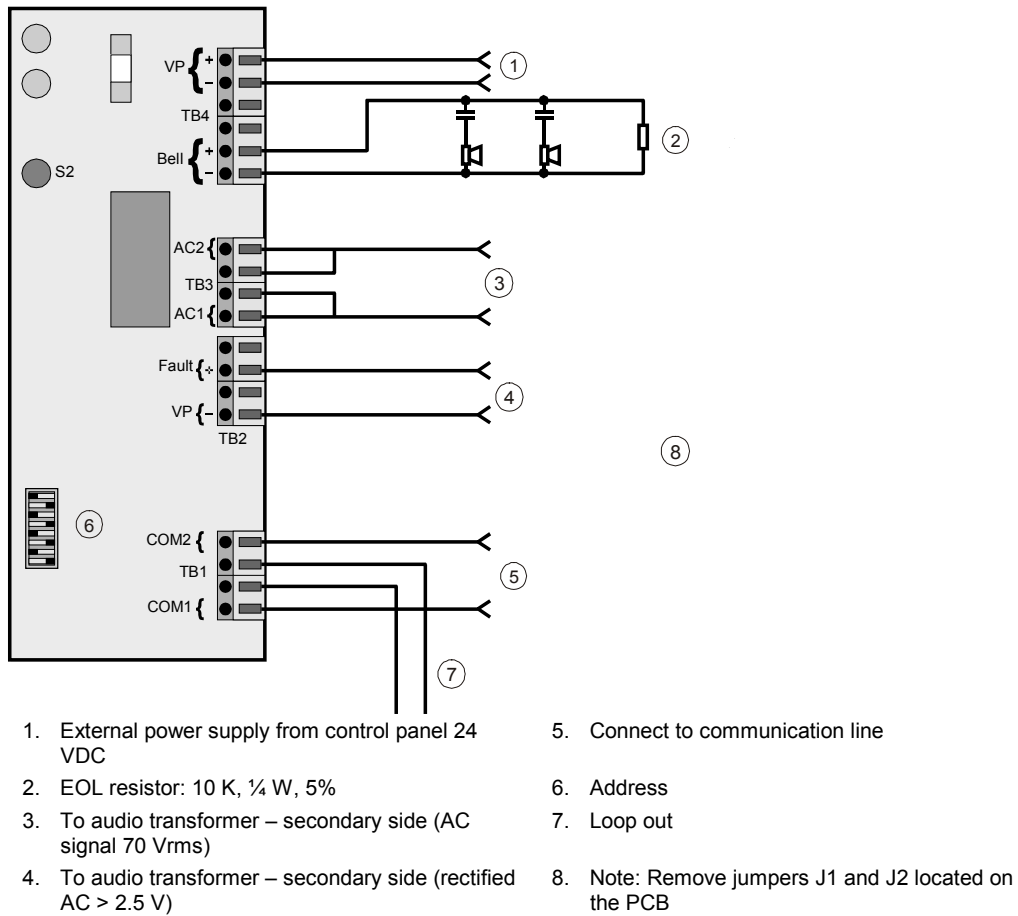 VP { + 1
–
TB4
Bell { + 2
–
S2
AC2 {
TB3 3
AC1 {
Fault { +
4
VP { –
TB2
8
6
COM2 {
TB1 5
COM1 {
7
1. External power supply from control panel 24
VDC
2. EOL resistor: 10 K, ¼ W, 5%
3. To audio transformer – secondary side (AC
signal 70 Vrms)
4. To audio transformer – secondary side (rectified
AC > 2.5 V)
5. Connect to communication line
6. Address
7. Loop out
8. Note: Remove jumpers J1 and J2 located on
the PCB